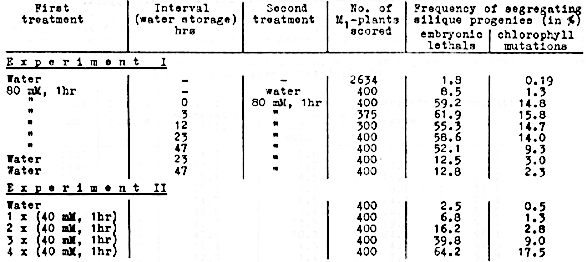 First treatment | Interval (water storage) hrs | Second treatment | No. of M1-plants scored | Frequency of segregating silique progenies (in %) embryonic lethals | chlorophyll mutations
Experiment I
Water | - | - | 2634 | 1.8 | 0.19
80 mM, 1hr | - | water | 400 | 8.5 | 1.3
" | 0 | 80 mM, 1hr | 400 | 59.2 | 14.8
" | 3 | " | 375 | 61.9 | 15.8
" | 12 | " | 300 | 55.3 | 14.7
" | 23 | " | 400 | 58.6 | 14.0
" | 47 | " | 400 | 52.1 | 9.3
Water | 23 | " | 400 | 12.5 | 3.0
Water | 47 | " | 400 | 12.8 | 2.3
Experiment II
Water | 400 | 2.5 | 0.5
1 x (40 mM, 1hr) | 400 | 6.8 | 1.3
2 x (40 mM, 1hr) | 400 | 16.2 | 2.8
3 x (40 mM, 1hr) | 400 | 39.8 | 9.0
4 x (40 mM, 1hr) | 400 | 64.2 | 17.5